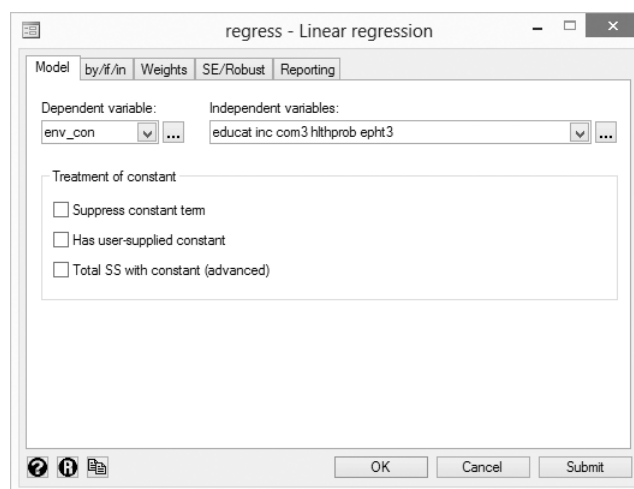 regress - Linear regression
Model by/if/in Weights SE/Robust Reporting
Dependent variable: Independent variables:
env_con ... educat inc com3 hlthprob epht3 ...
Treatment of constant
Suppress constant term
Has user-supplied constant
Total SS with constant (advanced)
? R OK Cancel Submit